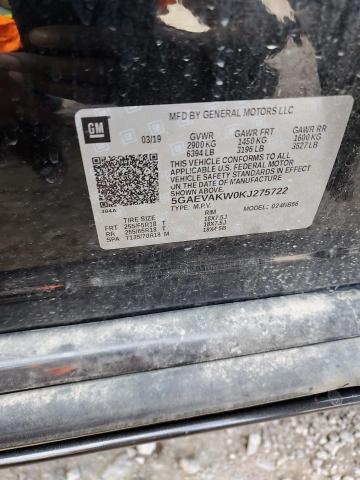 GM
MFD BY GENERAL MOTORS LLC
03/19 GVWR GAWR FRT GAWR RR
2900 KG 1450 KG 1600 KG
6394 LB 3196 LB 3527 LB
THIS VEHICLE CONFORMS TO ALL
APPLICABLE U.S. FEDERAL MOTOR
VEHICLE SAFETY STANDARDS IN EFFECT
ON THE DATE OF MANUFACTURE SHOWN ABOVE.
5GAEVAKW0KJ275722
TYPE: M.P.V. MODEL:
TIRE SIZE RIM
FRT 255/65R18 T 18X7.5J
RR 255/65R18 T 18X7.5J
SPA T135/70R18 M 18X4.5B